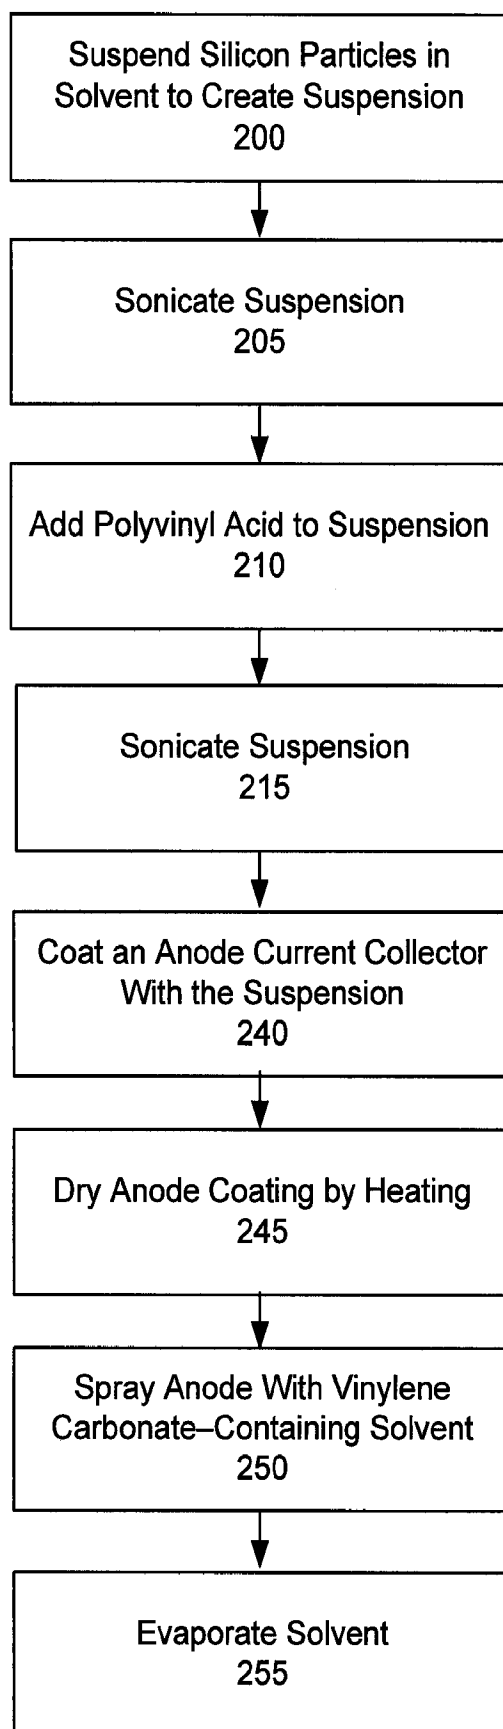 Suspend Silicon Particles in
Solvent to Create Suspension
200
Sonicate Suspension
205
Add Polyvinyl Acid to Suspension
210
Sonicate Suspension
215
Coat an Anode Current Collector
With the Suspension
240
Dry Anode Coating by Heating
245
Spray Anode With Vinylene
Carbonate–Containing Solvent
250
Evaporate Solvent
255